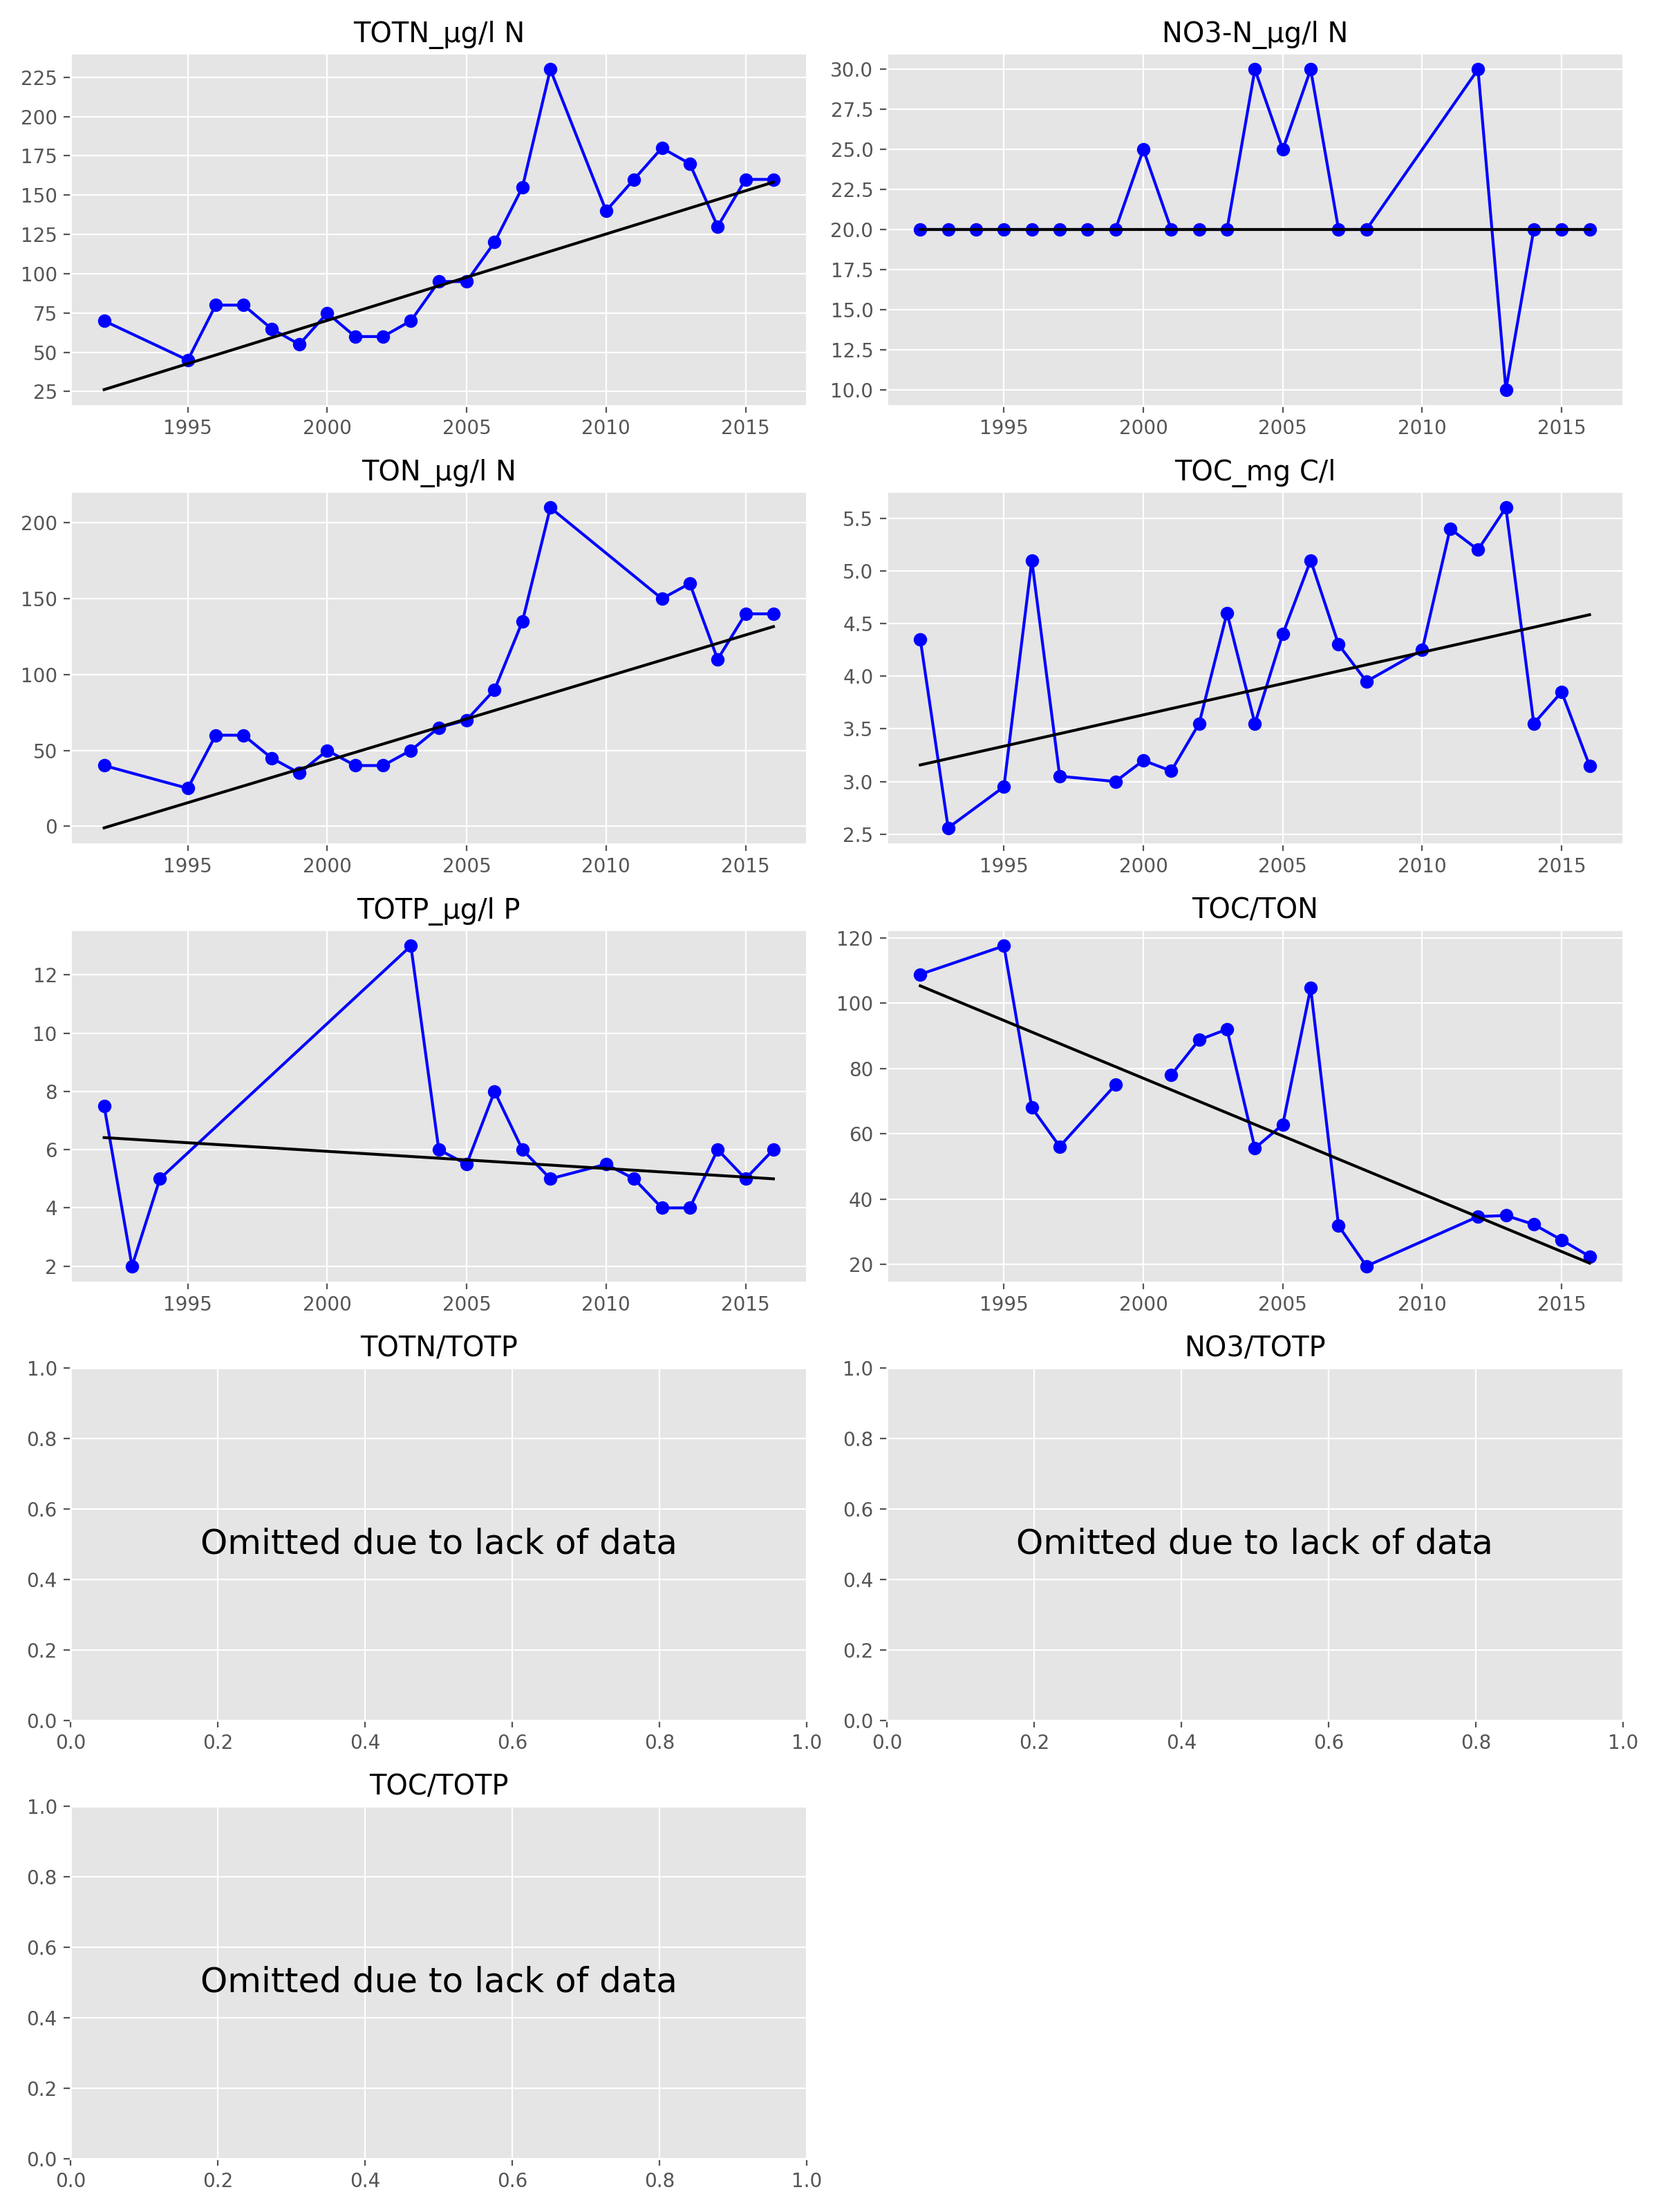 TOTN_µg/l N
225
200
175
150
125
100
75
50
25
1995 2000 2005 2010 2015
NO3-N_µg/l N
30.0
27.5
25.0
22.5
20.0
17.5
15.0
12.5
10.0
1995 2000 2005 2010 2015
TON_µg/l N
200
150
100
50
0
1995 2000 2005 2010 2015
TOC_mg C/l
5.5
5.0
4.5
4.0
3.5
3.0
2.5
1995 2000 2005 2010 2015
TOTP_µg/l P
12
10
8
6
4
2
1995 2000 2005 2010 2015
TOC/TON
120
100
80
60
40
20
1995 2000 2005 2010 2015
TOTN/TOTP
1.0
0.8
0.6
Omitted due to lack of data
0.4
0.2
0.0
0.0 0.2 0.4 0.6 0.8 1.0
NO3/TOTP
1.0
0.8
0.6
Omitted due to lack of data
0.4
0.2
0.0
0.0 0.2 0.4 0.6 0.8 1.0
TOC/TOTP
1.0
0.8
0.6
Omitted due to lack of data
0.4
0.2
0.0
0.0 0.2 0.4 0.6 0.8 1.0